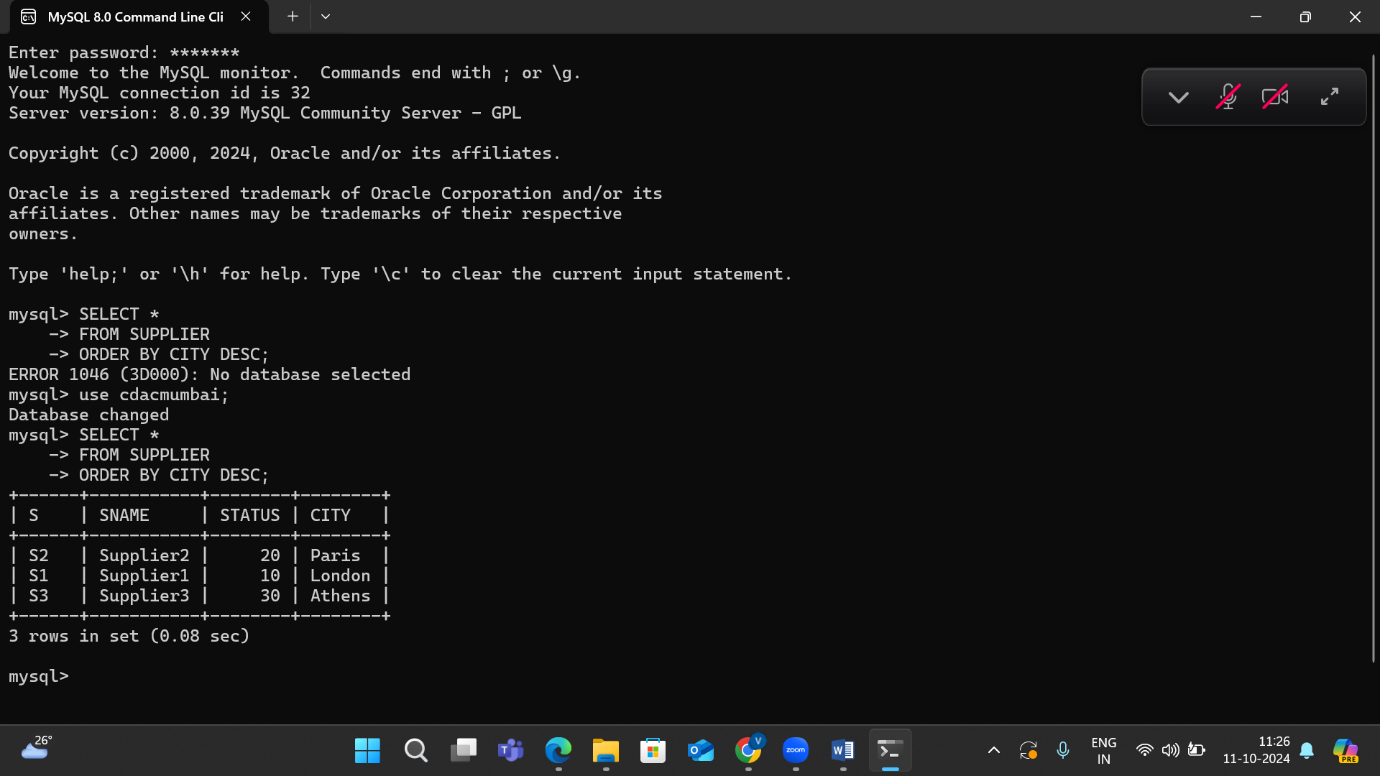 MySQL 8.0 Command Line Cli
Enter password: *******
Welcome to the MySQL monitor.  Commands end with ; or \g.
Your MySQL connection id is 32
Server version: 8.0.39 MySQL Community Server - GPL

Copyright (c) 2000, 2024, Oracle and/or its affiliates.

Oracle is a registered trademark of Oracle Corporation and/or its
affiliates. Other names may be trademarks of their respective
owners.

Type 'help;' or '\h' for help. Type '\c' to clear the current input statement.

mysql> SELECT *
    -> FROM SUPPLIER
    -> ORDER BY CITY DESC;
ERROR 1046 (3D000): No database selected
mysql> use cdacmumbai;
Database changed
mysql> SELECT *
    -> FROM SUPPLIER
    -> ORDER BY CITY DESC;
+------+-----------+--------+--------+
| S    | SNAME     | STATUS | CITY   |
+------+-----------+--------+--------+
| S2   | Supplier2 |     20 | Paris  |
| S1   | Supplier1 |     10 | London |
| S3   | Supplier3 |     30 | Athens |
+------+-----------+--------+--------+
3 rows in set (0.08 sec)

mysql>
26°
zoom
V
ENG
IN
11:26
11-10-2024
PRE